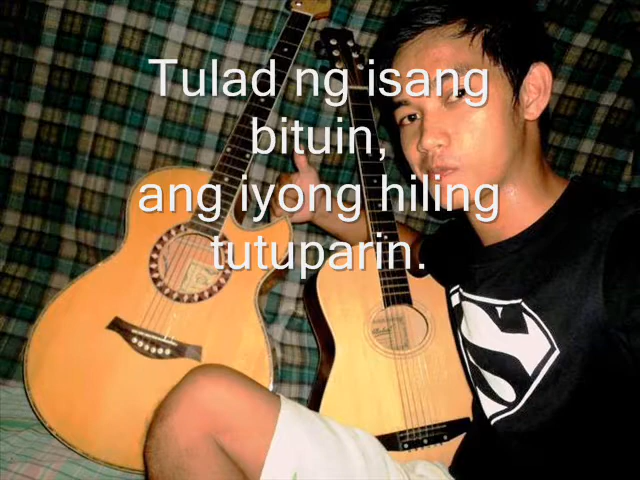 Tulad ng isang
bituin,
ang iyong hiling
tutuparin.
S